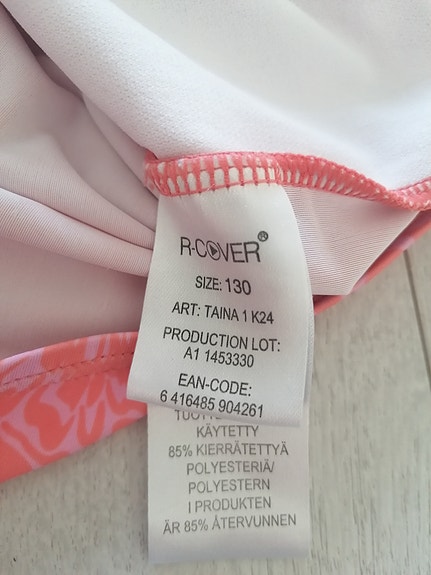 R-COVER®
SIZE: 130
ART: TAINA 1 K24
PRODUCTION LOT:
A1 1453330
EAN-CODE:
6 416485 904261
KÄYTETTY
85% KIERRÄTETTYÄ
POLYESTERIÄ/
POLYESTERN
I PRODUKTEN
ÄR 85% ÅTERVUNNEN